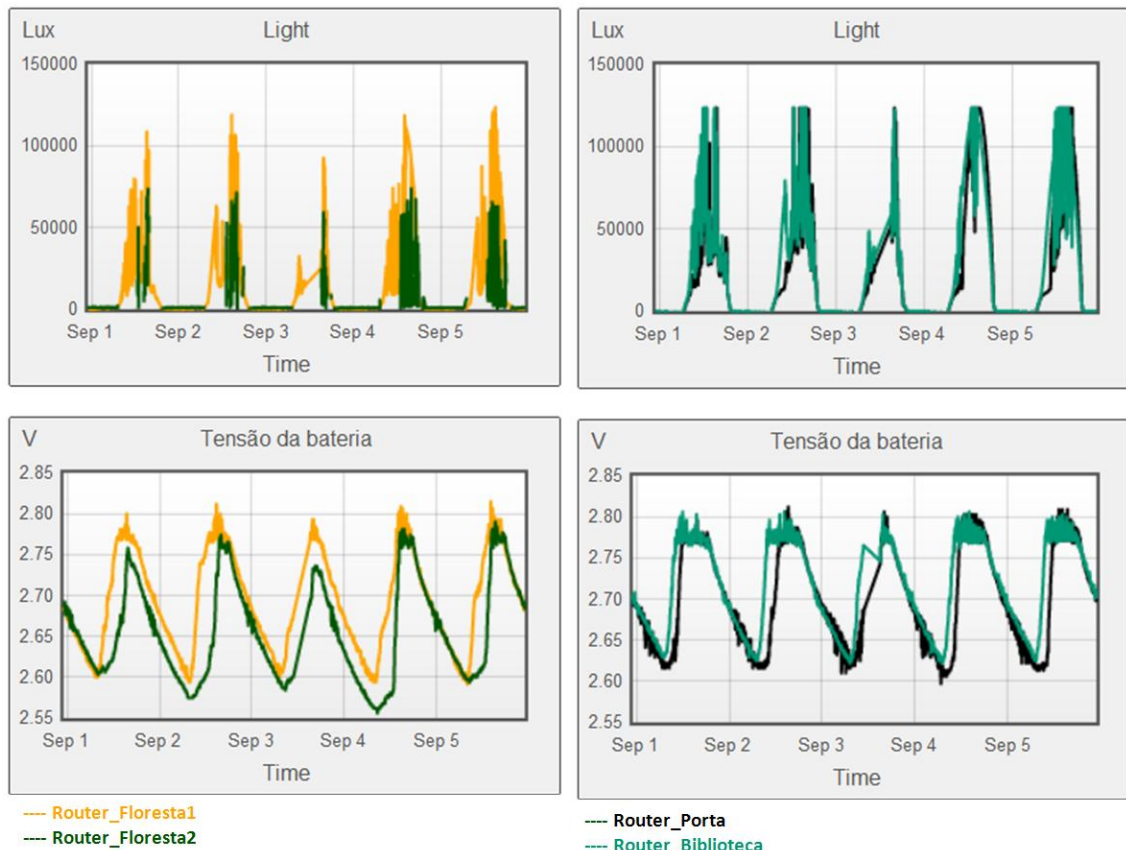 Lux Light
150000
100000
50000
0
Sep 1 Sep 2 Sep 3 Sep 4 Sep 5
Time
Lux Light
150000
100000
50000
0
Sep 1 Sep 2 Sep 3 Sep 4 Sep 5
Time
V Tensão da bateria
2.85
2.80
2.75
2.70
2.65
2.60
2.55
Sep 1 Sep 2 Sep 3 Sep 4 Sep 5
Time
---- Router_Floresta1
---- Router_Floresta2
V Tensão da bateria
2.85
2.80
2.75
2.70
2.65
2.60
2.55
Sep 1 Sep 2 Sep 3 Sep 4 Sep 5
Time
---- Router_Porta
---- Router_Biblioteca